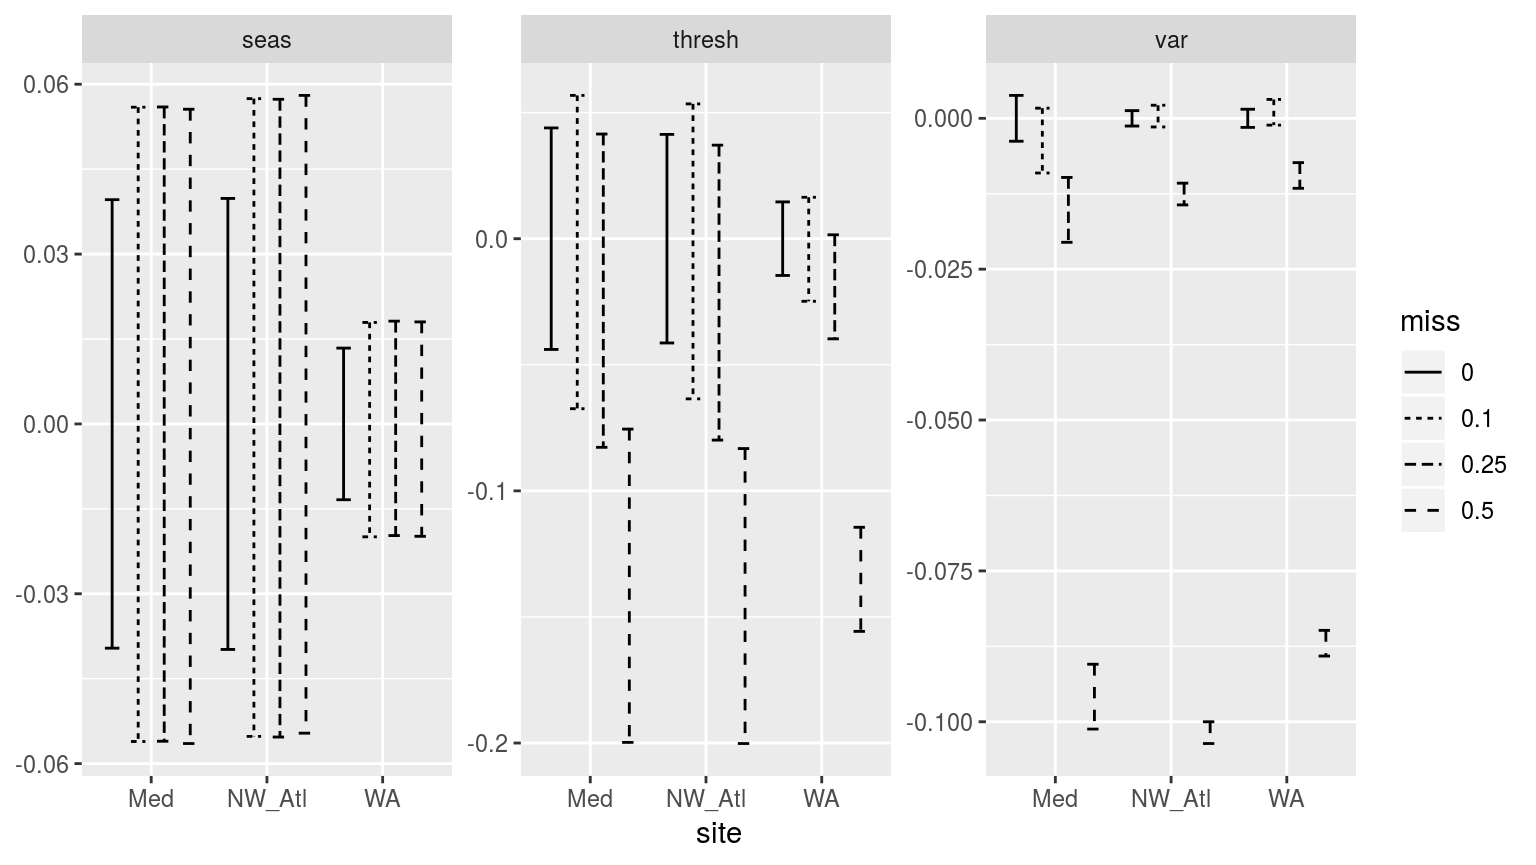 seas
thresh
var
0.06
0.03
0.00
-0.03
-0.06
0.0
-0.1
-0.2
0.000
-0.025
-0.050
-0.075
-0.100
Med NW_Atl WA
Med NW_Atl WA
Med NW_Atl WA
site
miss
0
0.1
0.25
0.5